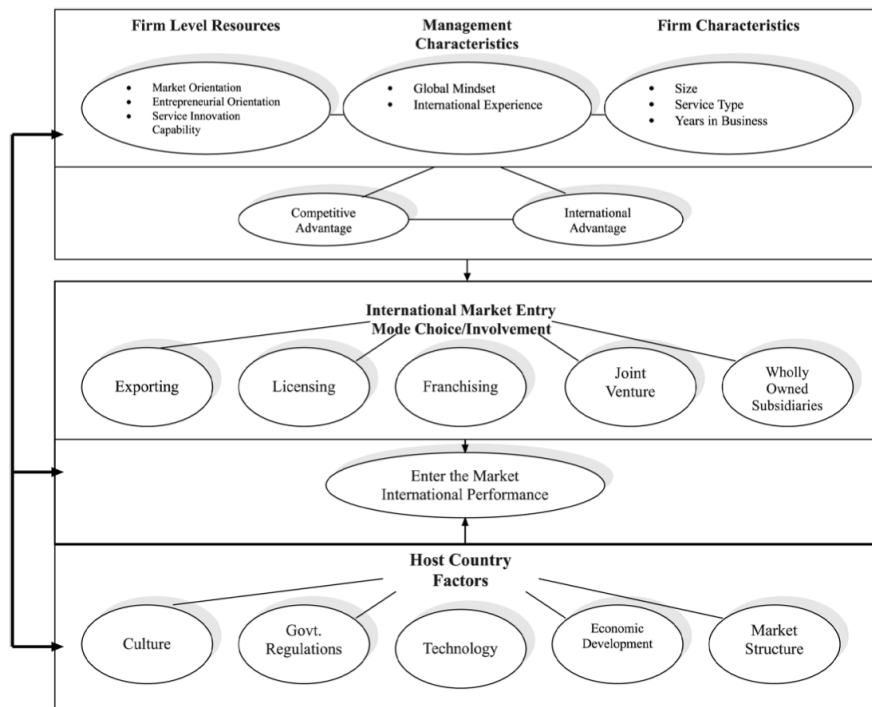 Firm Level Resources
Management
Characteristics
Firm Characteristics
• Market Orientation
• Entrepreneurial Orientation
• Service Innovation
Capability
• Global Mindset
• International Experience
• Size
• Service Type
• Years in Business
Competitive
Advantage
International
Advantage
International Market Entry
Mode Choice/Involvement
Exporting
Licensing
Franchising
Joint
Venture
Wholly
Owned
Subsidiaries
Enter the Market
International Performance
Host Country
Factors
Culture
Govt.
Regulations
Technology
Economic
Development
Market
Structure